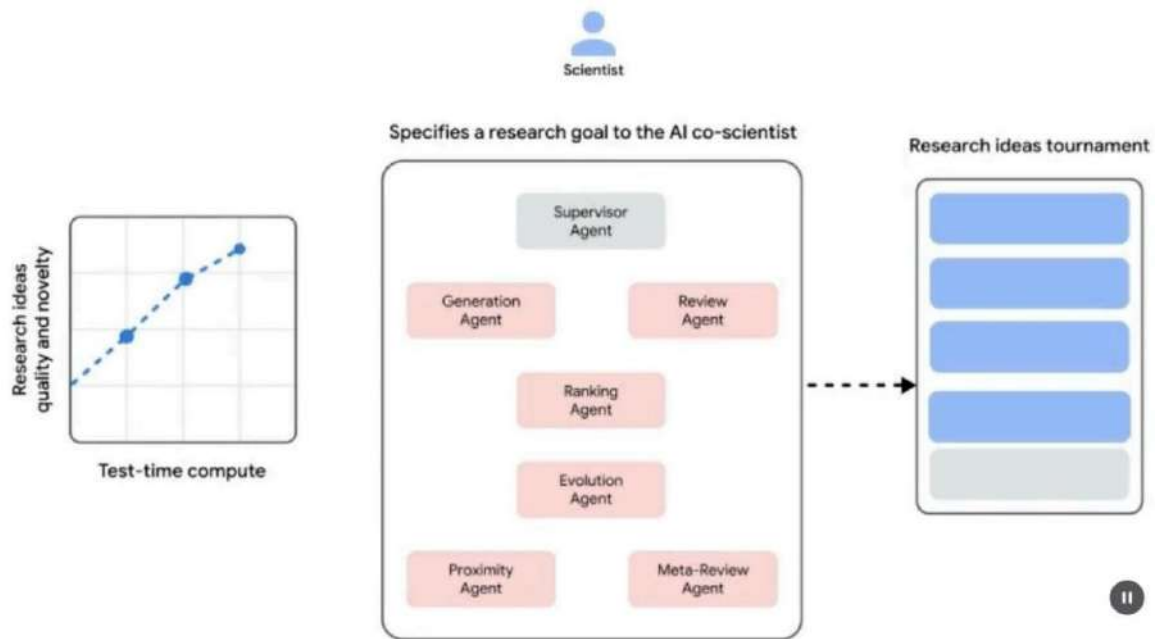 Scientist
Specifies a research goal to the AI co-scientist
Research ideas tournament
Supervisor
Agent
Generation
Agent
Review
Agent
Ranking
Agent
Evolution
Agent
Proximity
Agent
Meta-Review
Agent
Research ideas
quality and novelty
Test-time compute